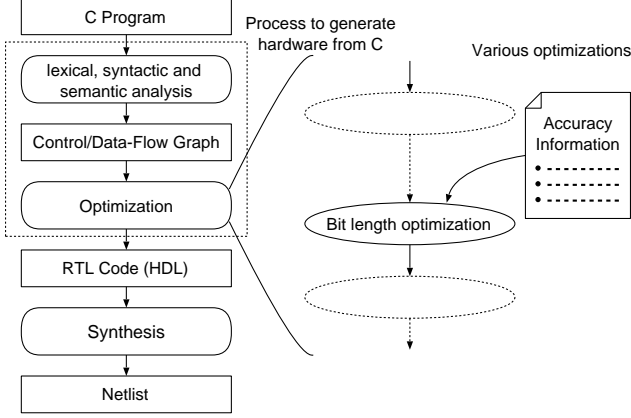 C Program
lexical, syntactic and
semantic analysis
Control/Data-Flow Graph
Optimization
RTL Code (HDL)
Synthesis
Netlist
Process to generate
hardware from C
Various optimizations
Accuracy
Information
Bit length optimization